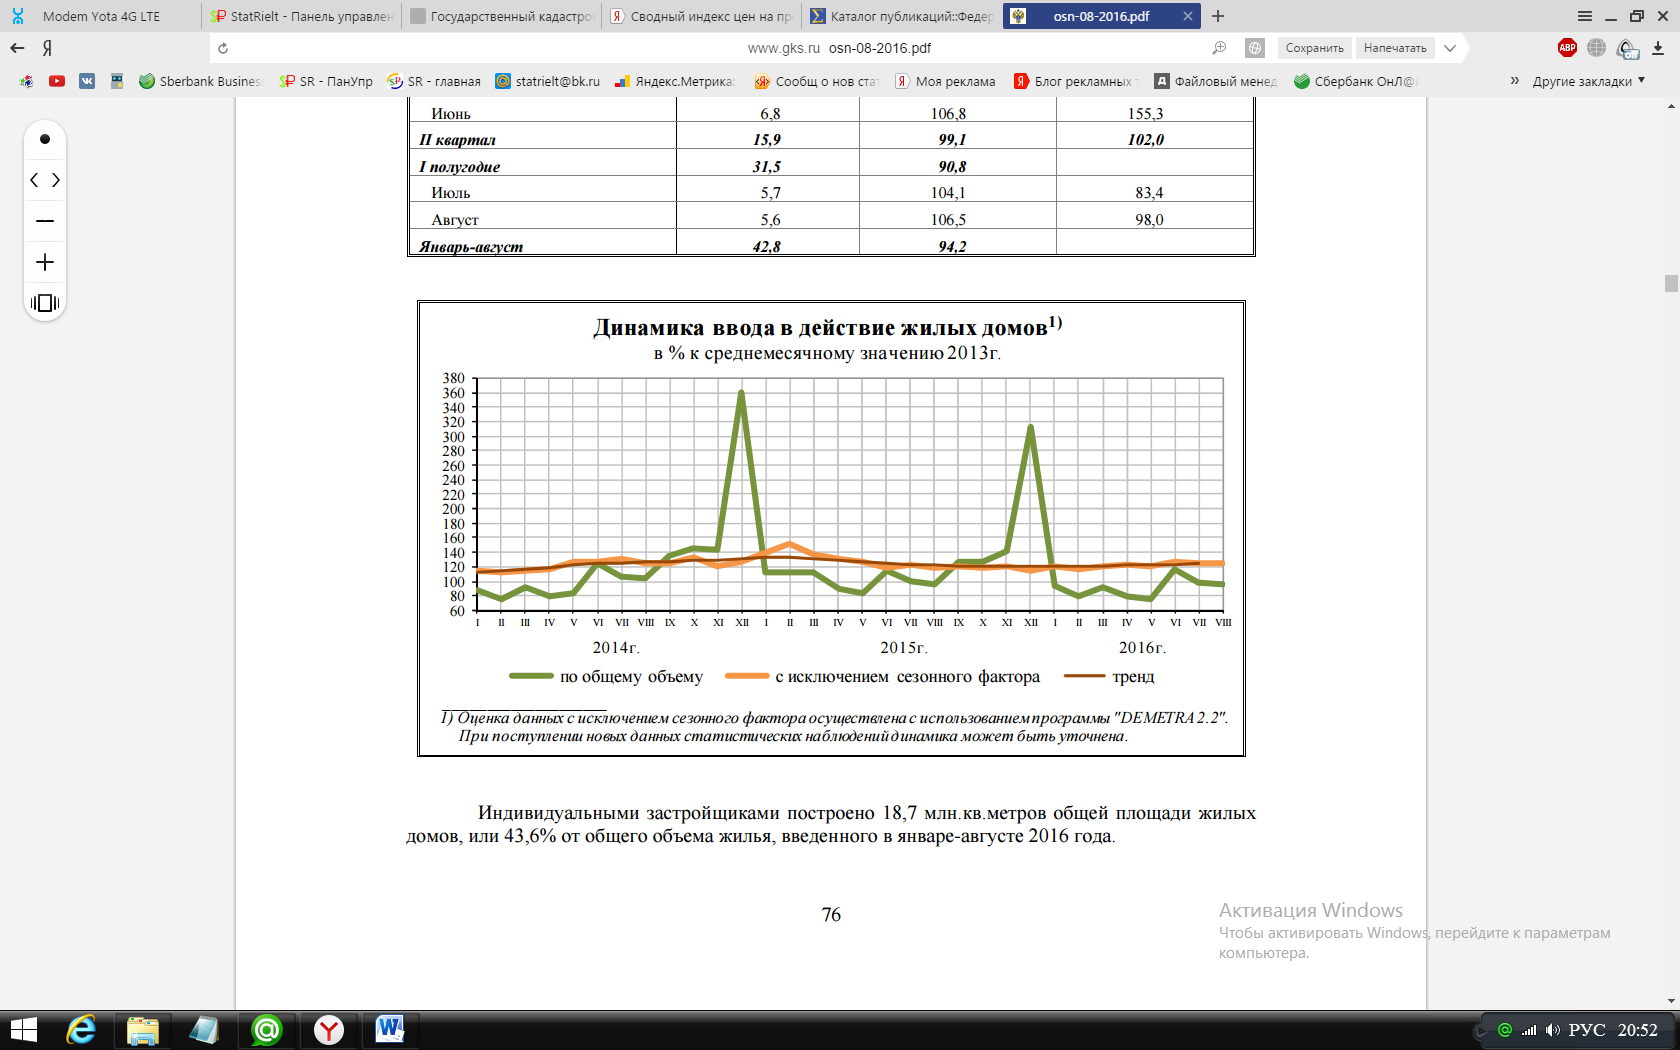 Modem Yota 4G LTE
StatRielt - Панель управлен
Государственный кадастро
Сводный индекс цен на пр
Каталог публикаций::Федер
osn-08-2016.pdf
www.gks.ru osn-08-2016.pdf
Сохранить
Напечатать
ABP
Off
Sberbank Business
SR - ПанУпр
SR - главная
statrielt@bk.ru
Яндекс.Метрика:
Сообщ о нов стат
Моя реклама
Блог рекламных т
Файловый менед
Сбербанк ОнЛ@й
» Другие закладки
Июнь 6,8 106,8 155,3
II квартал 15,9 99,1 102,0
I полугодие 31,5 90,8
Июль 5,7 104,1 83,4
Август 5,6 106,5 98,0
Январь-август 42,8 94,2
Динамика ввода в действие жилых домов1)
в % к среднемесячному значению 2013г.
380
360
340
320
300
280
260
240
220
200
180
160
140
120
100
80
60
I II III IV V VI VII VIII IX X XI XII I II III IV V VI VII VIII IX X XI XII I II III IV V VI VII VIII
2014г. 2015г. 2016г.
по общему объему с исключением сезонного фактора тренд
1) Оценка данных с исключением сезонного фактора осуществлена с использованием программы "DEMETRA 2.2".
При поступлении новых данных статистических наблюдений динамика может быть уточнена.
Индивидуальными застройщиками построено 18,7 млн.кв.метров общей площади жилых
домов, или 43,6% от общего объема жилья, введенного в январе-августе 2016 года.
76
Активация Windows
Чтобы активировать Windows, перейдите к параметрам
компьютера.
РУС 20:52